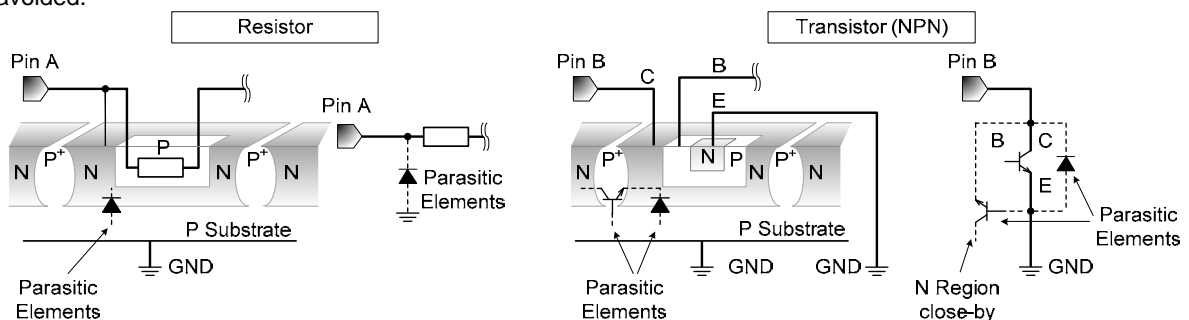 avoided.
Resistor
Transistor (NPN)
Pin A
Pin A
P
N
P+
N
N
P+
N
Parasitic
Elements
P Substrate
GND
Parasitic
Elements
Pin B
C
B
E
N
P+
N
P
N
P+
N
P Substrate
GND
GND
Parasitic
Elements
Pin B
B
C
E
Parasitic
Elements
GND
N Region
close-by